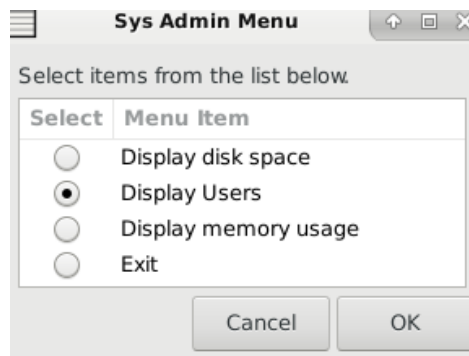 Sys Admin Menu
Select items from the list below.
Select Menu Item
Display disk space
Display Users
Display memory usage
Exit
Cancel OK